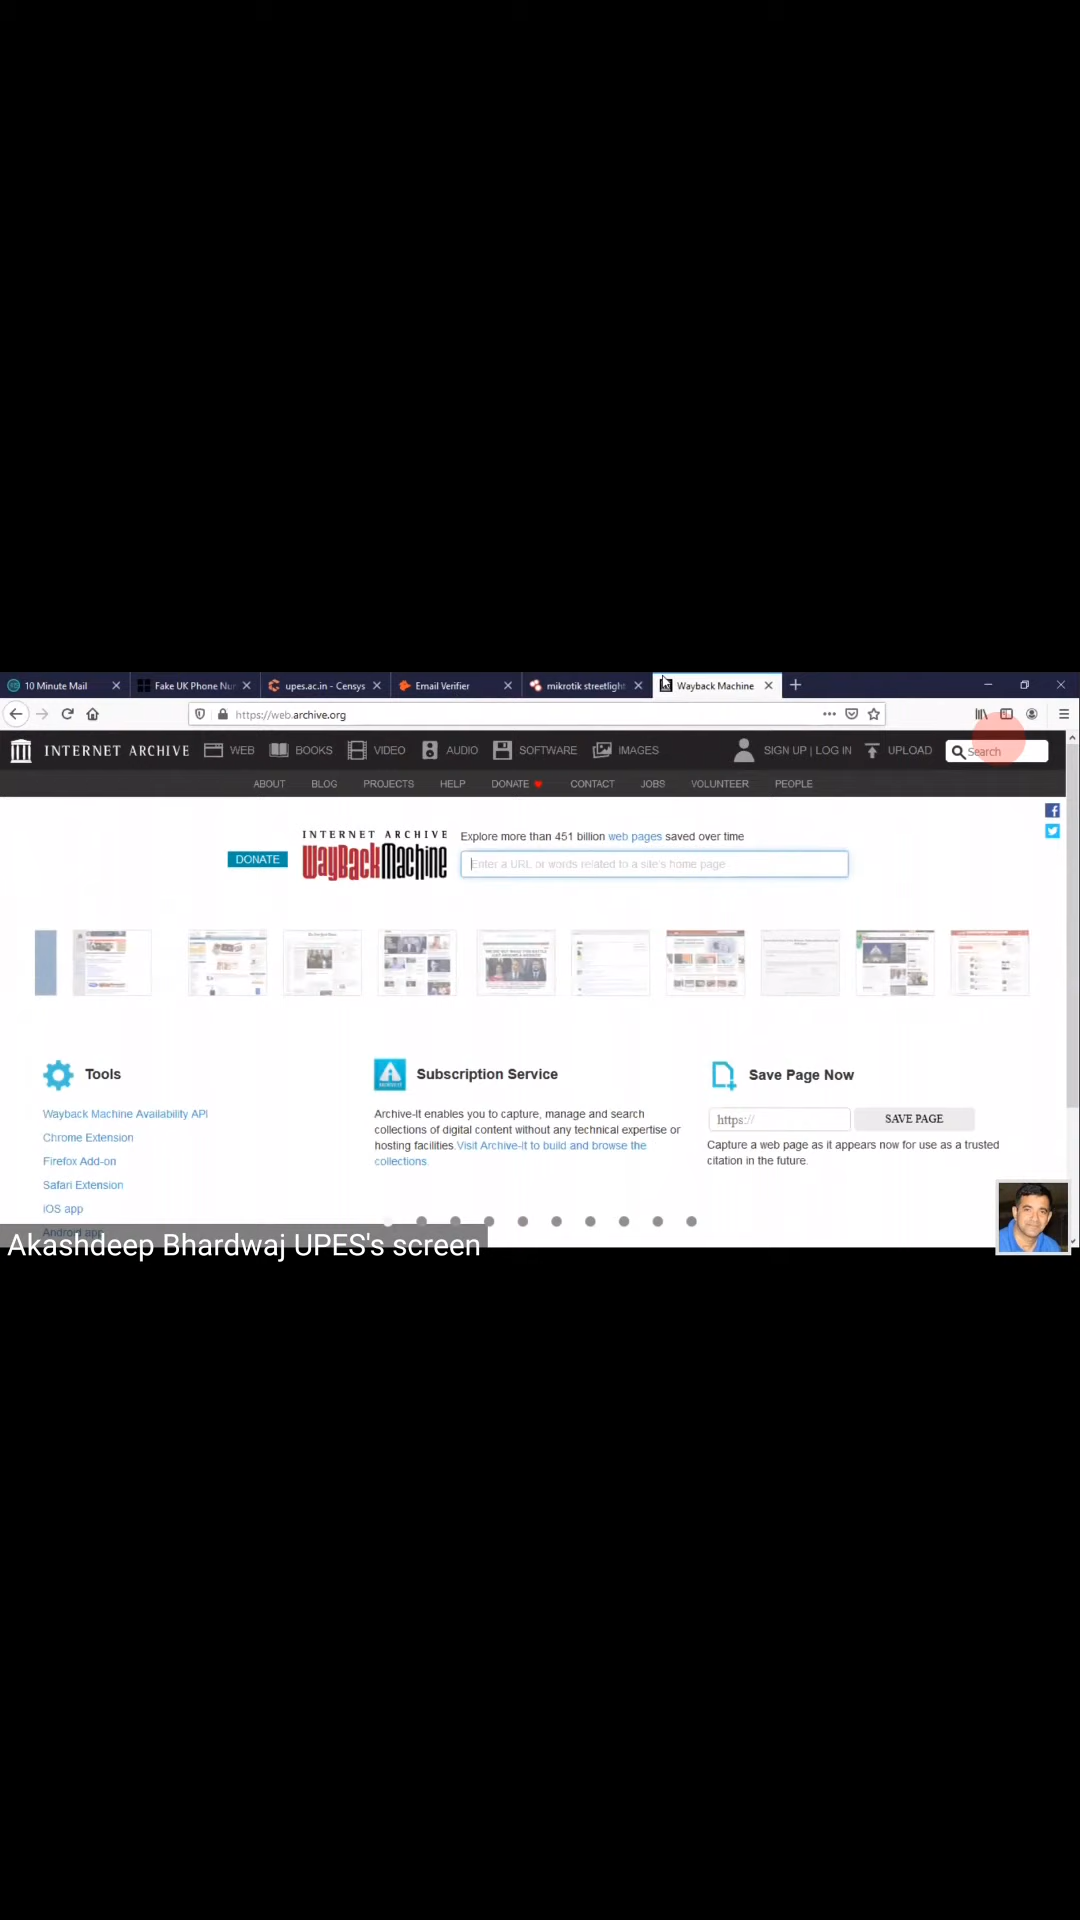 10 Minute Mail
Fake UK Phone Nu
upes.ac.in - Censys
Email Verifier
mikrotik streetlight
Wayback Machine
https://web.archive.org
INTERNET ARCHIVE
WEB
BOOKS
VIDEO
AUDIO
SOFTWARE
IMAGES
SIGN UP | LOG IN
UPLOAD
Search
ABOUT
BLOG
PROJECTS
HELP
DONATE
CONTACT
JOBS
VOLUNTEER
PEOPLE
DONATE
INTERNET ARCHIVE
WayBackMachine
Explore more than 451 billion web pages saved over time
Enter a URL or words related to a site's home page
Tools
Wayback Machine Availability API
Chrome Extension
Firefox Add-on
Safari Extension
iOS app
Android app
Subscription Service
Archive-It enables you to capture, manage and search
collections of digital content without any technical expertise or
hosting facilities.Visit Archive-It to build and browse the
collections.
Save Page Now
https://
SAVE PAGE
Capture a web page as it appears now for use as a trusted
citation in the future.
Akashdeep Bhardwaj UPES's screen